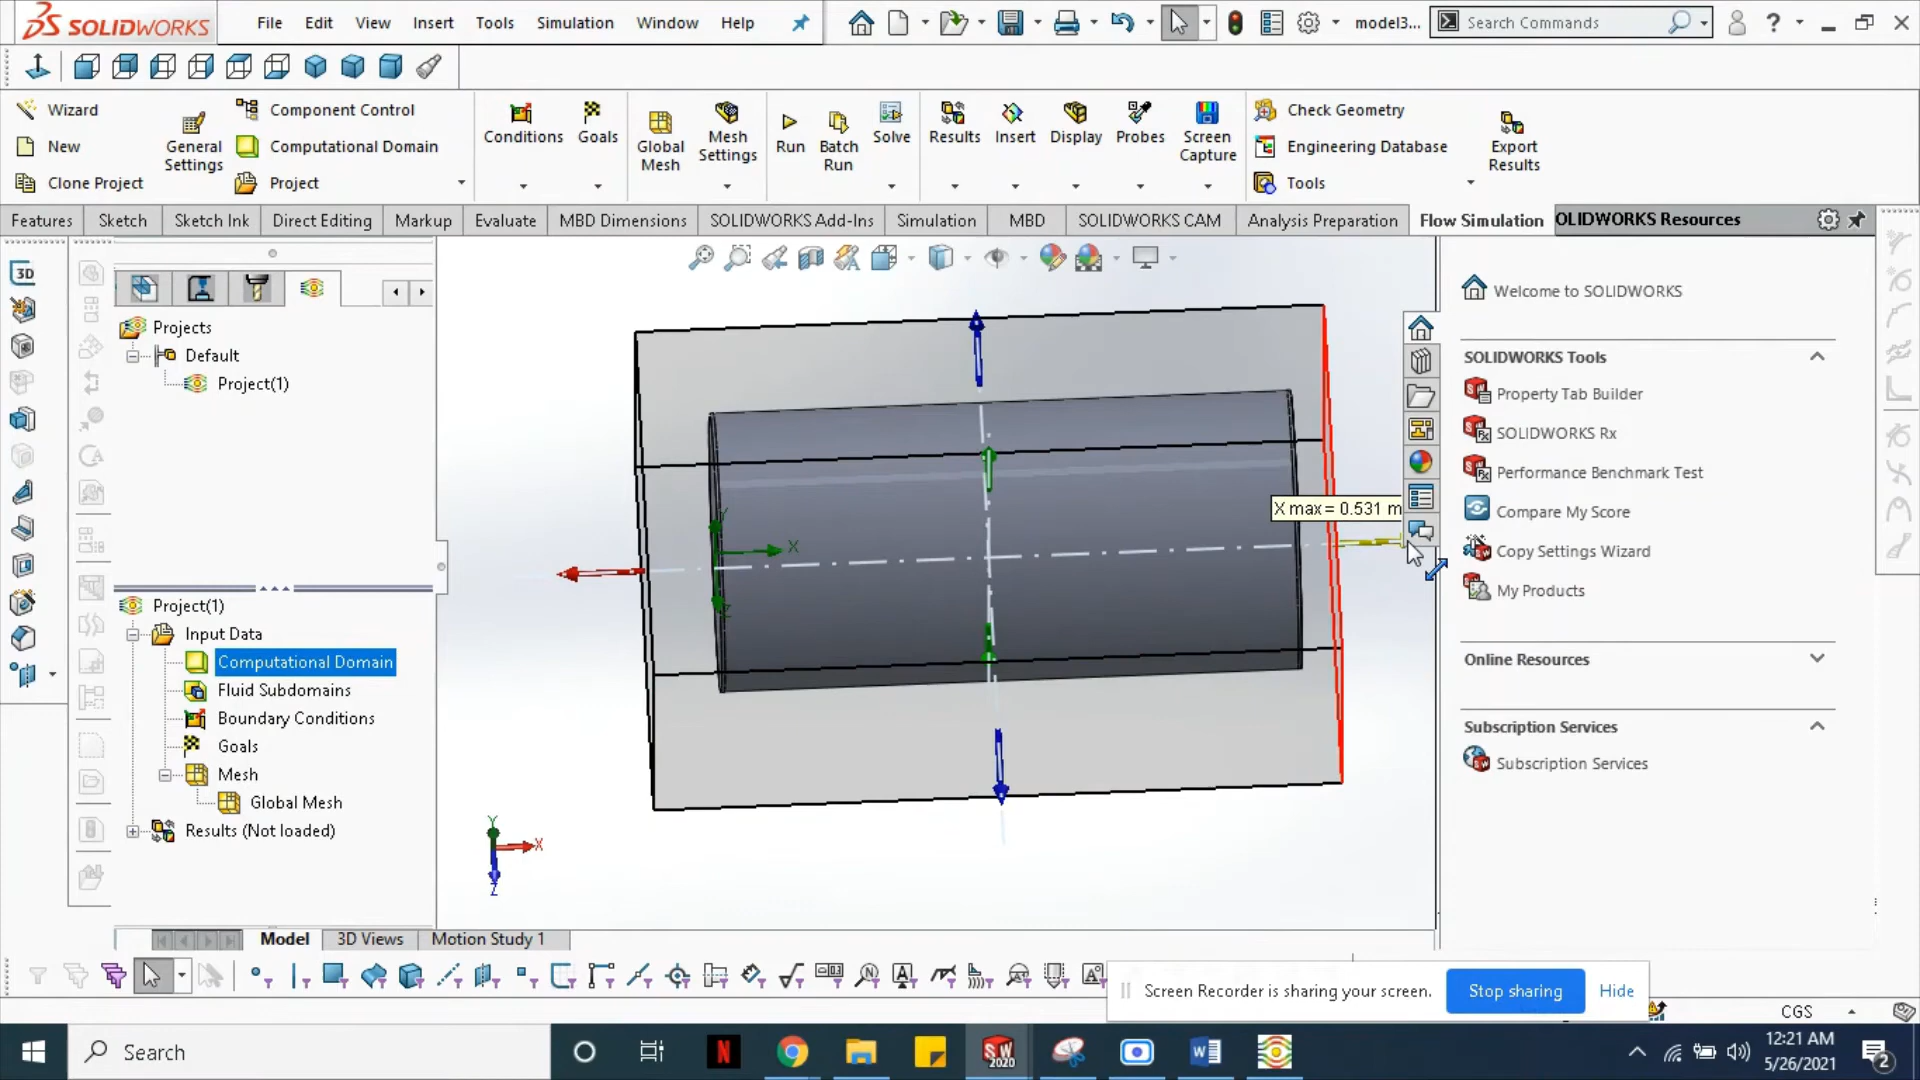 SOLIDWORKS File Edit View Insert Tools Simulation Window Help model3... Search Commands ?
Wizard Component Control Check Geometry
New Computational Domain Engineering Database
Clone Project Project Tools
General Settings
Conditions Goals Global Mesh Mesh Settings Run Batch Run Solve Results Insert Display Probes Screen Capture Export Results
Features Sketch Sketch Ink Direct Editing Markup Evaluate MBD Dimensions SOLIDWORKS Add-Ins Simulation MBD SOLIDWORKS CAM Analysis Preparation Flow Simulation OLIDWORKS Resources
3D
Projects
Default
Project(1)
Project(1)
Input Data
Computational Domain
Fluid Subdomains
Boundary Conditions
Goals
Mesh
Global Mesh
Results (Not loaded)
X max = 0.531 m
Y
X
Z
Y
X
Z
Welcome to SOLIDWORKS
SOLIDWORKS Tools
Property Tab Builder
SOLIDWORKS Rx
Performance Benchmark Test
Compare My Score
Copy Settings Wizard
My Products
Online Resources
Subscription Services
Subscription Services
Model 3D Views Motion Study 1
Screen Recorder is sharing your screen. Stop sharing Hide
CGS
Search
N
SW 2020
W
12:21 AM
5/26/2021
2